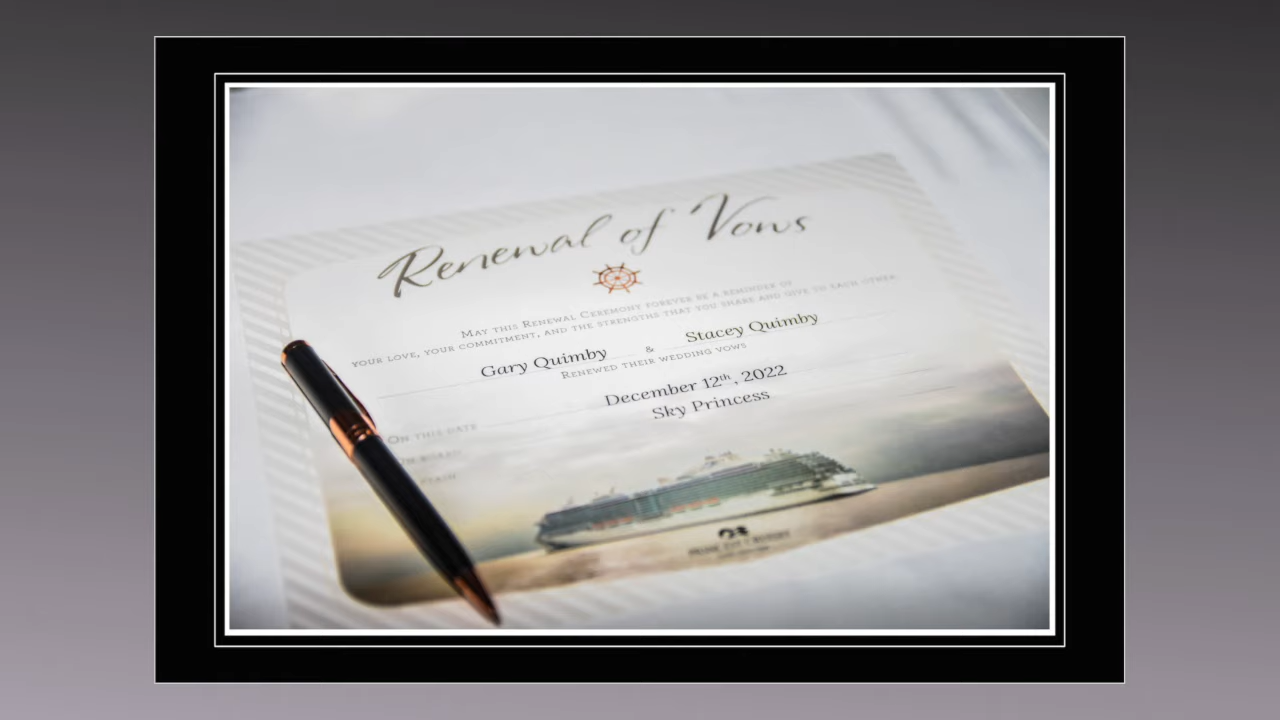 Renewal of Vows
May this Renewal Ceremony forever be a reminder of
your love, your commitment, and the strengths that you share and give to each other
Gary Quimby & Stacey Quimby
Renewed their wedding vows
December 12th, 2022
On this date
Sky Princess